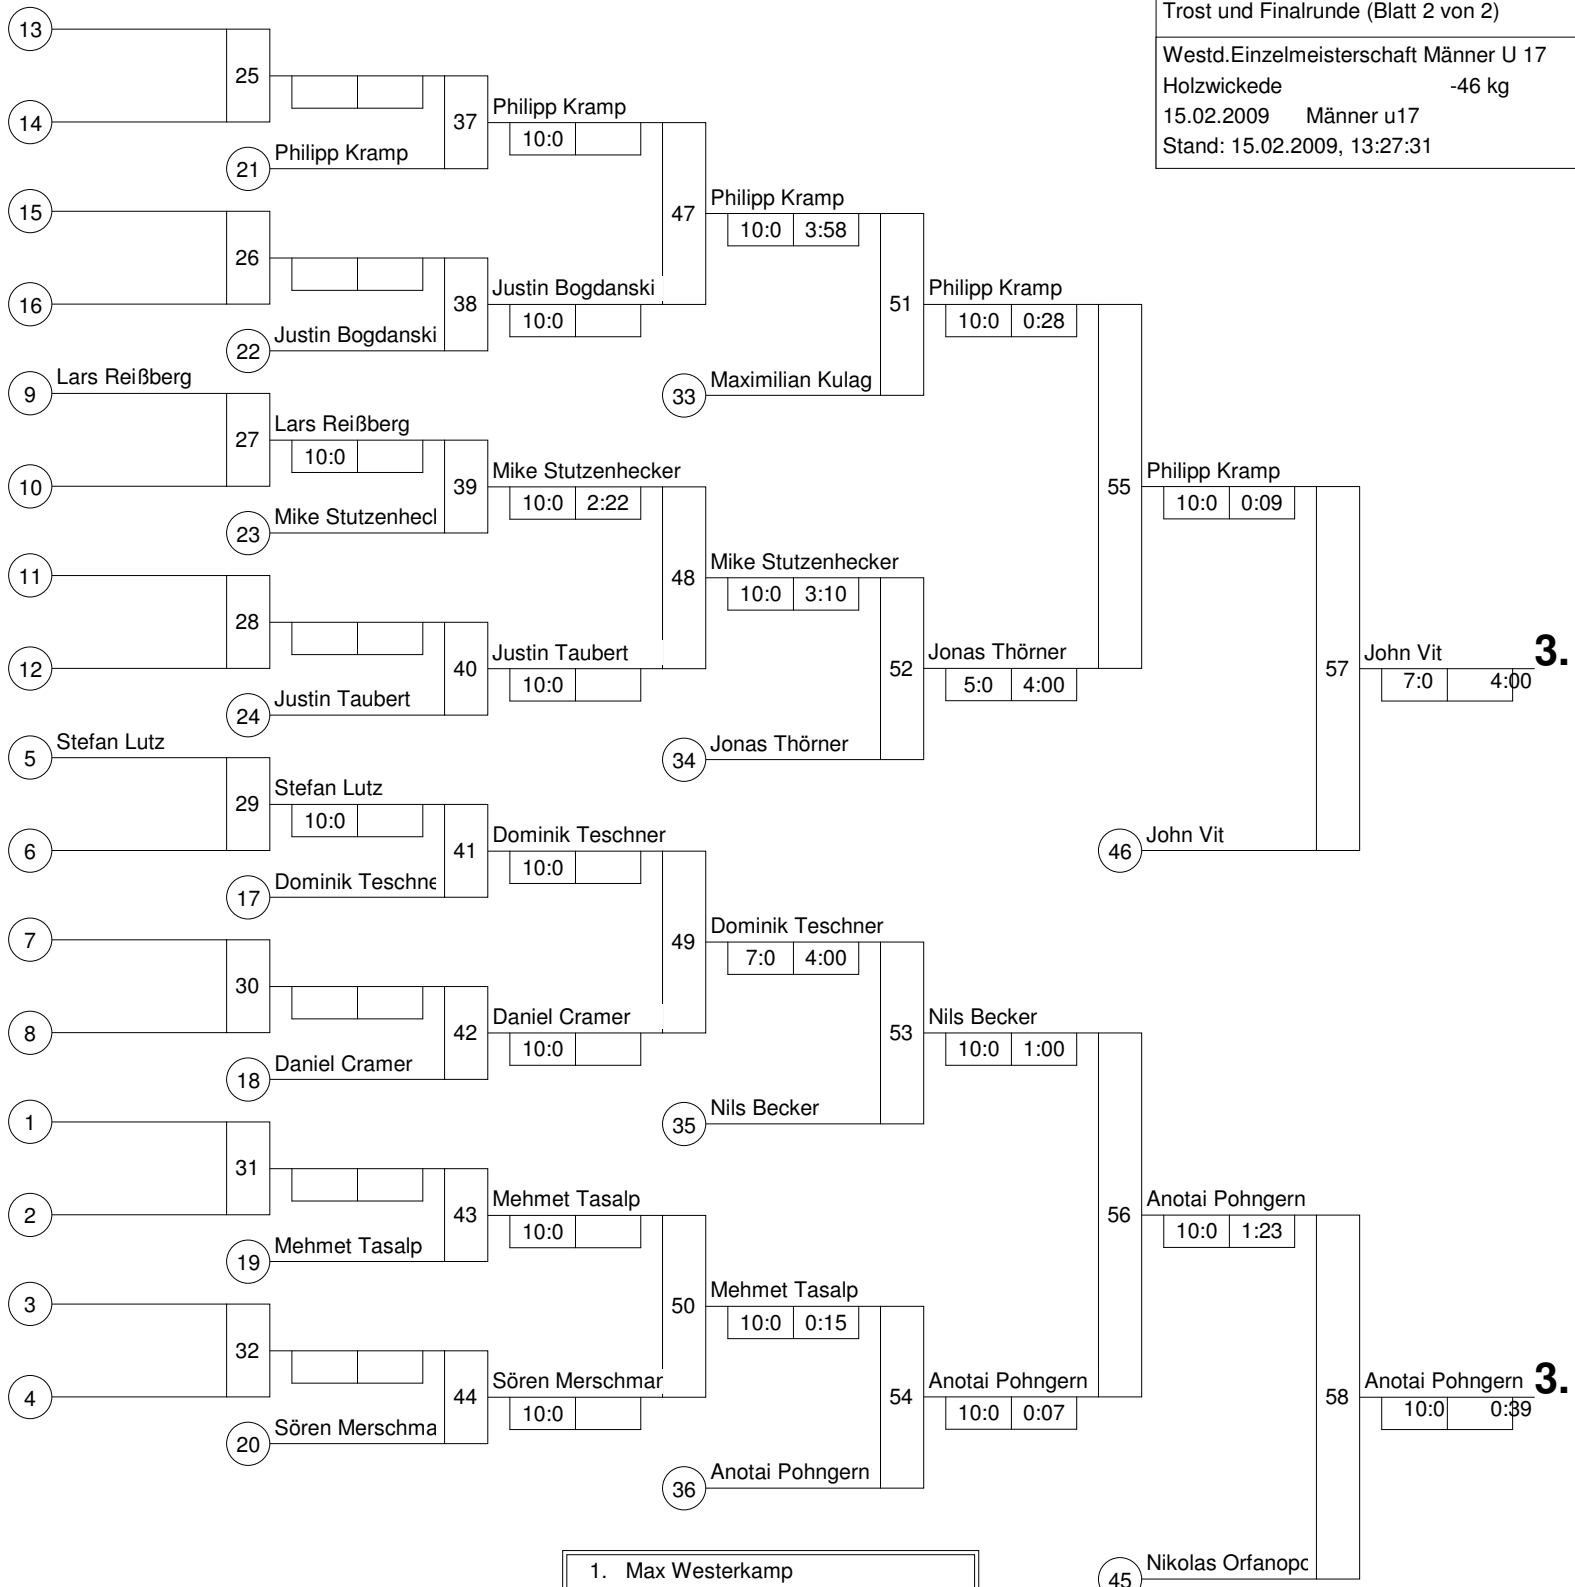 Trost und Finalrunde (Blatt 2 von 2)
Westd.Einzelmeisterschaft Männer U 17
Holzwickede -46 kg
15.02.2009 Männer u17
Stand: 15.02.2009, 13:27:31
13
25
14
37
Philipp Kramp
10:0
21 Philipp Kramp
15
26
16
38
Justin Bogdanski
10:0
22 Justin Bogdanski
47
Philipp Kramp
10:0 3:58
9 Lars Reißberg
27
10
Lars Reißberg
10:0
39
Mike Stutzenhecker
10:0 2:22
23 Mike Stutzenhecl
11
28
12
40
Justin Taubert
10:0
24 Justin Taubert
48
Mike Stutzenhecker
10:0 3:10
51
Philipp Kramp
10:0 0:28
33 Maximilian Kulag
52
Jonas Thörner
5:0 4:00
34 Jonas Thörner
55
Philipp Kramp
10:0 0:09
57
John Vit 3.
7:0 4:00
46 John Vit
5 Stefan Lutz
29
6
Stefan Lutz
10:0
41
Dominik Teschner
10:0
17 Dominik Teschne
7
30
8
42
Daniel Cramer
10:0
18 Daniel Cramer
49
Dominik Teschner
7:0 4:00
53
Nils Becker
10:0 1:00
35 Nils Becker
1
31
2
43
Mehmet Tasalp
10:0
19 Mehmet Tasalp
3
32
4
44
Sören Merschmar
10:0
20 Sören Merschma
50
Mehmet Tasalp
10:0 0:15
54
Anotai Pohngern
10:0 0:07
36 Anotai Pohngern
56
Anotai Pohngern
10:0 1:23
58
Anotai Pohngern 3.
10:0 0:39
45 Nikolas Orfanopc
1. Max Westerkamp